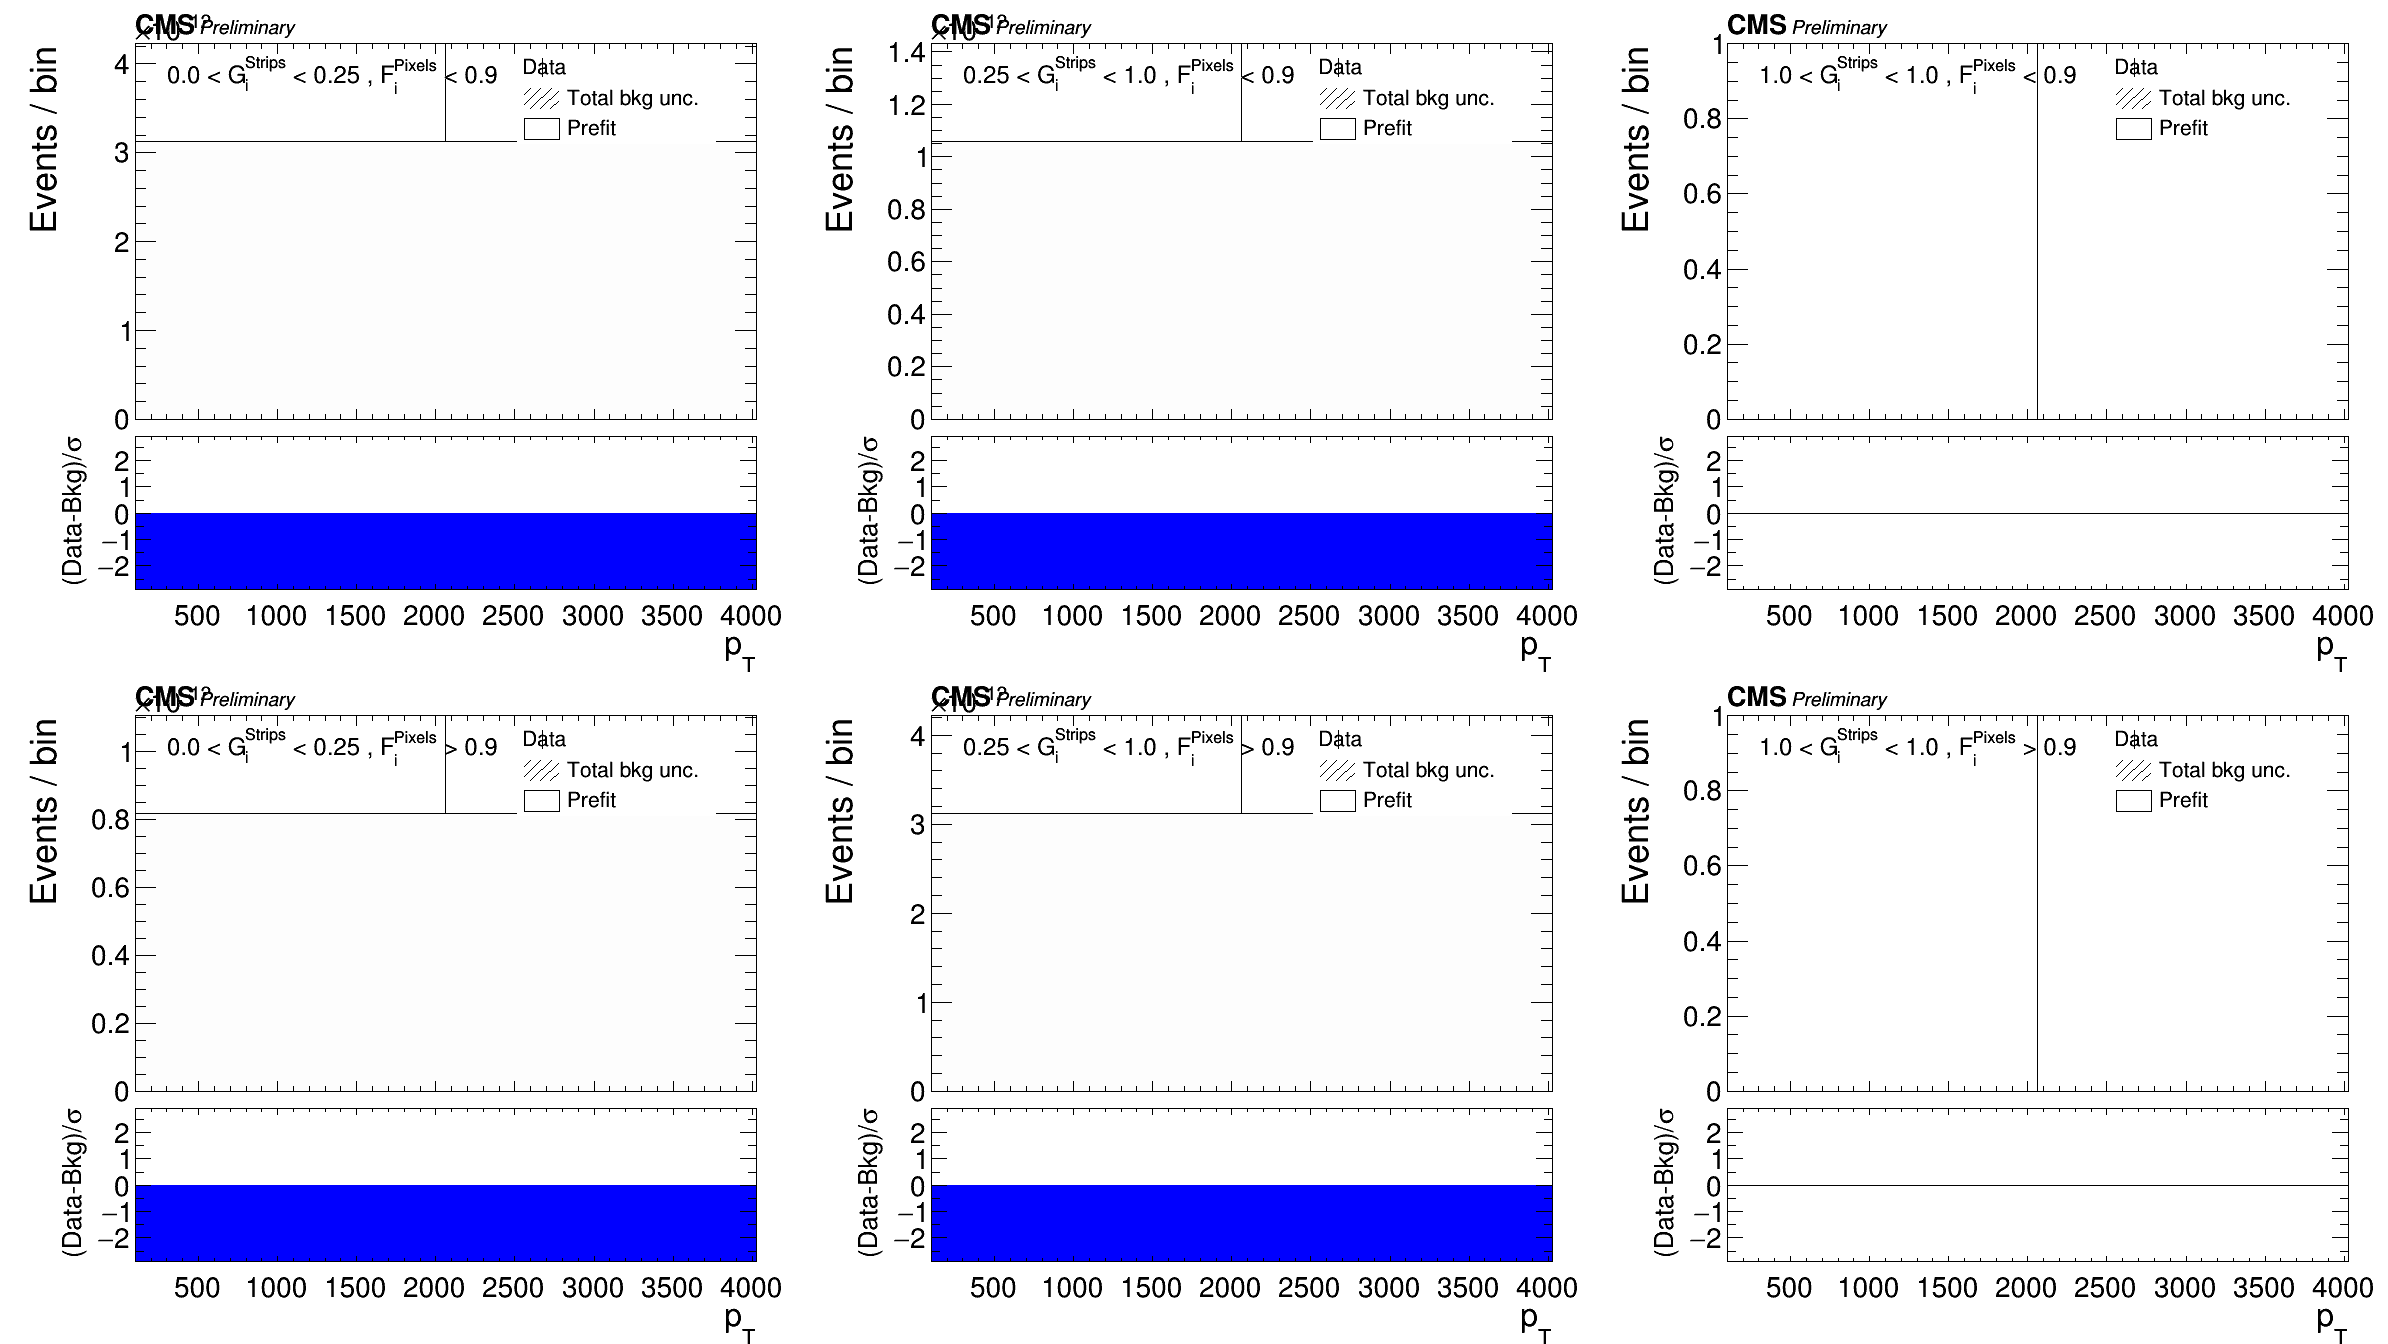 CMS Preliminary
Events / bin
0.0 < G_i^Strips < 0.25 , F_i^Pixels < 0.9
Data
Total bkg unc.
Prefit
4
3
2
1
0
(Data-Bkg)/σ
2
1
0
−1
−2
500 1000 1500 2000 2500 3000 3500 4000
p_T
CMS Preliminary
Events / bin
0.25 < G_i^Strips < 1.0 , F_i^Pixels < 0.9
Data
Total bkg unc.
Prefit
1.4
1.2
1
0.8
0.6
0.4
0.2
0
(Data-Bkg)/σ
2
1
0
−1
−2
500 1000 1500 2000 2500 3000 3500 4000
p_T
CMS Preliminary
Events / bin
1.0 < G_i^Strips < 1.0 , F_i^Pixels < 0.9
Data
Total bkg unc.
Prefit
1
0.8
0.6
0.4
0.2
0
(Data-Bkg)/σ
2
1
0
−1
−2
500 1000 1500 2000 2500 3000 3500 4000
p_T
CMS Preliminary
Events / bin
0.0 < G_i^Strips < 0.25 , F_i^Pixels > 0.9
Data
Total bkg unc.
Prefit
1
0.8
0.6
0.4
0.2
0
(Data-Bkg)/σ
2
1
0
−1
−2
500 1000 1500 2000 2500 3000 3500 4000
p_T
CMS Preliminary
Events / bin
0.25 < G_i^Strips < 1.0 , F_i^Pixels > 0.9
Data
Total bkg unc.
Prefit
4
3
2
1
0
(Data-Bkg)/σ
2
1
0
−1
−2
500 1000 1500 2000 2500 3000 3500 4000
p_T
CMS Preliminary
Events / bin
1.0 < G_i^Strips < 1.0 , F_i^Pixels > 0.9
Data
Total bkg unc.
Prefit
1
0.8
0.6
0.4
0.2
0
(Data-Bkg)/σ
2
1
0
−1
−2
500 1000 1500 2000 2500 3000 3500 4000
p_T